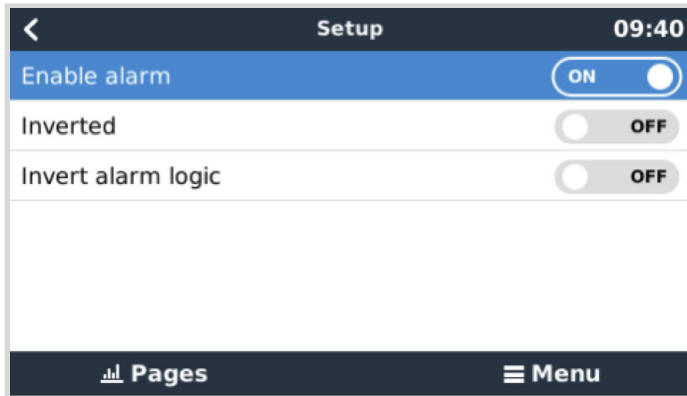 Setup 09:40
Enable alarm ON
Inverted OFF
Invert alarm logic OFF
Pages Menu